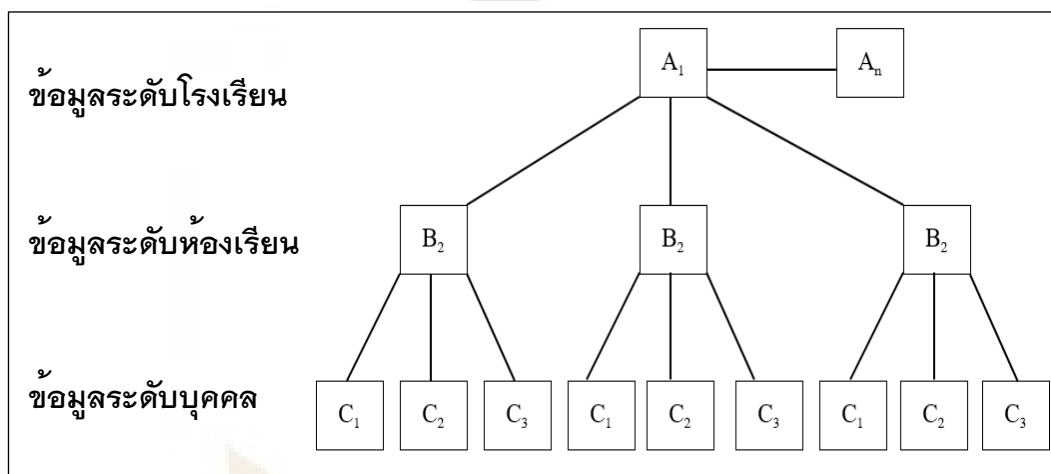 A₁ Aₙ
ข้อมูลระดับโรงเรียน
ข้อมูลระดับห้องเรียน B₂ B₂ B₂
ข้อมูลระดับบุคคล C₁ C₂ C₃ C₁ C₂ C₃ C₁ C₂ C₃